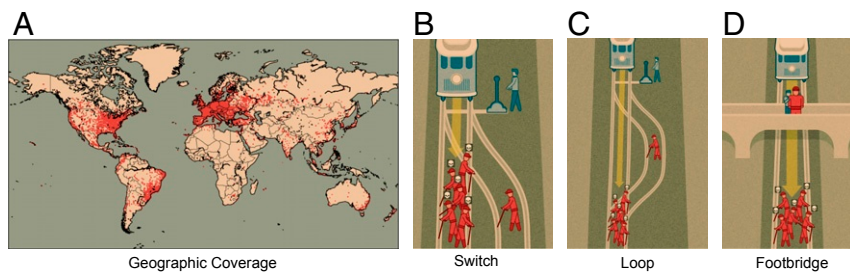 A
B
C
D
Geographic Coverage
Switch
Loop
Footbridge